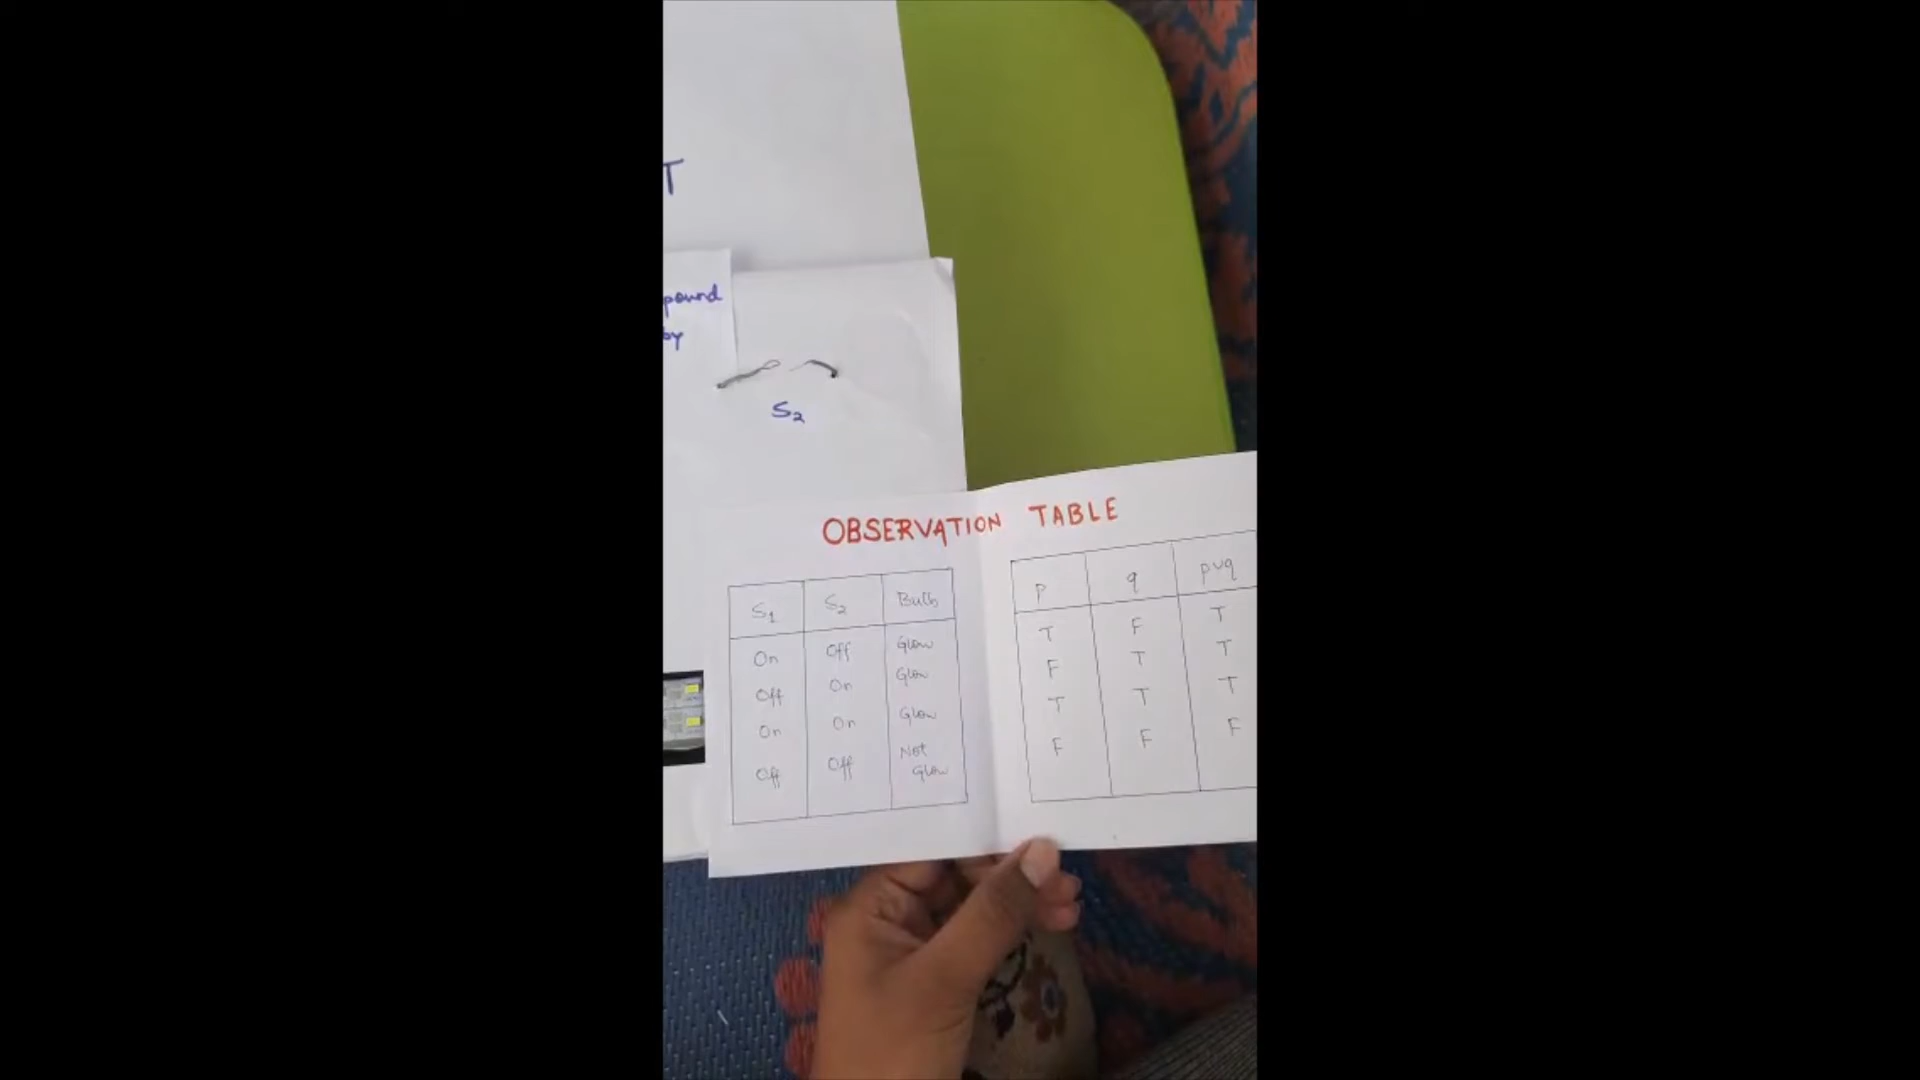 T
pound
by
S₂
OBSERVATION TABLE
S₁ S₂ Bulb
On Off Glow
Off On Glow
On On Glow
Off Off Not Glow
p q p∨q
T F T
F T T
T T T
F F F